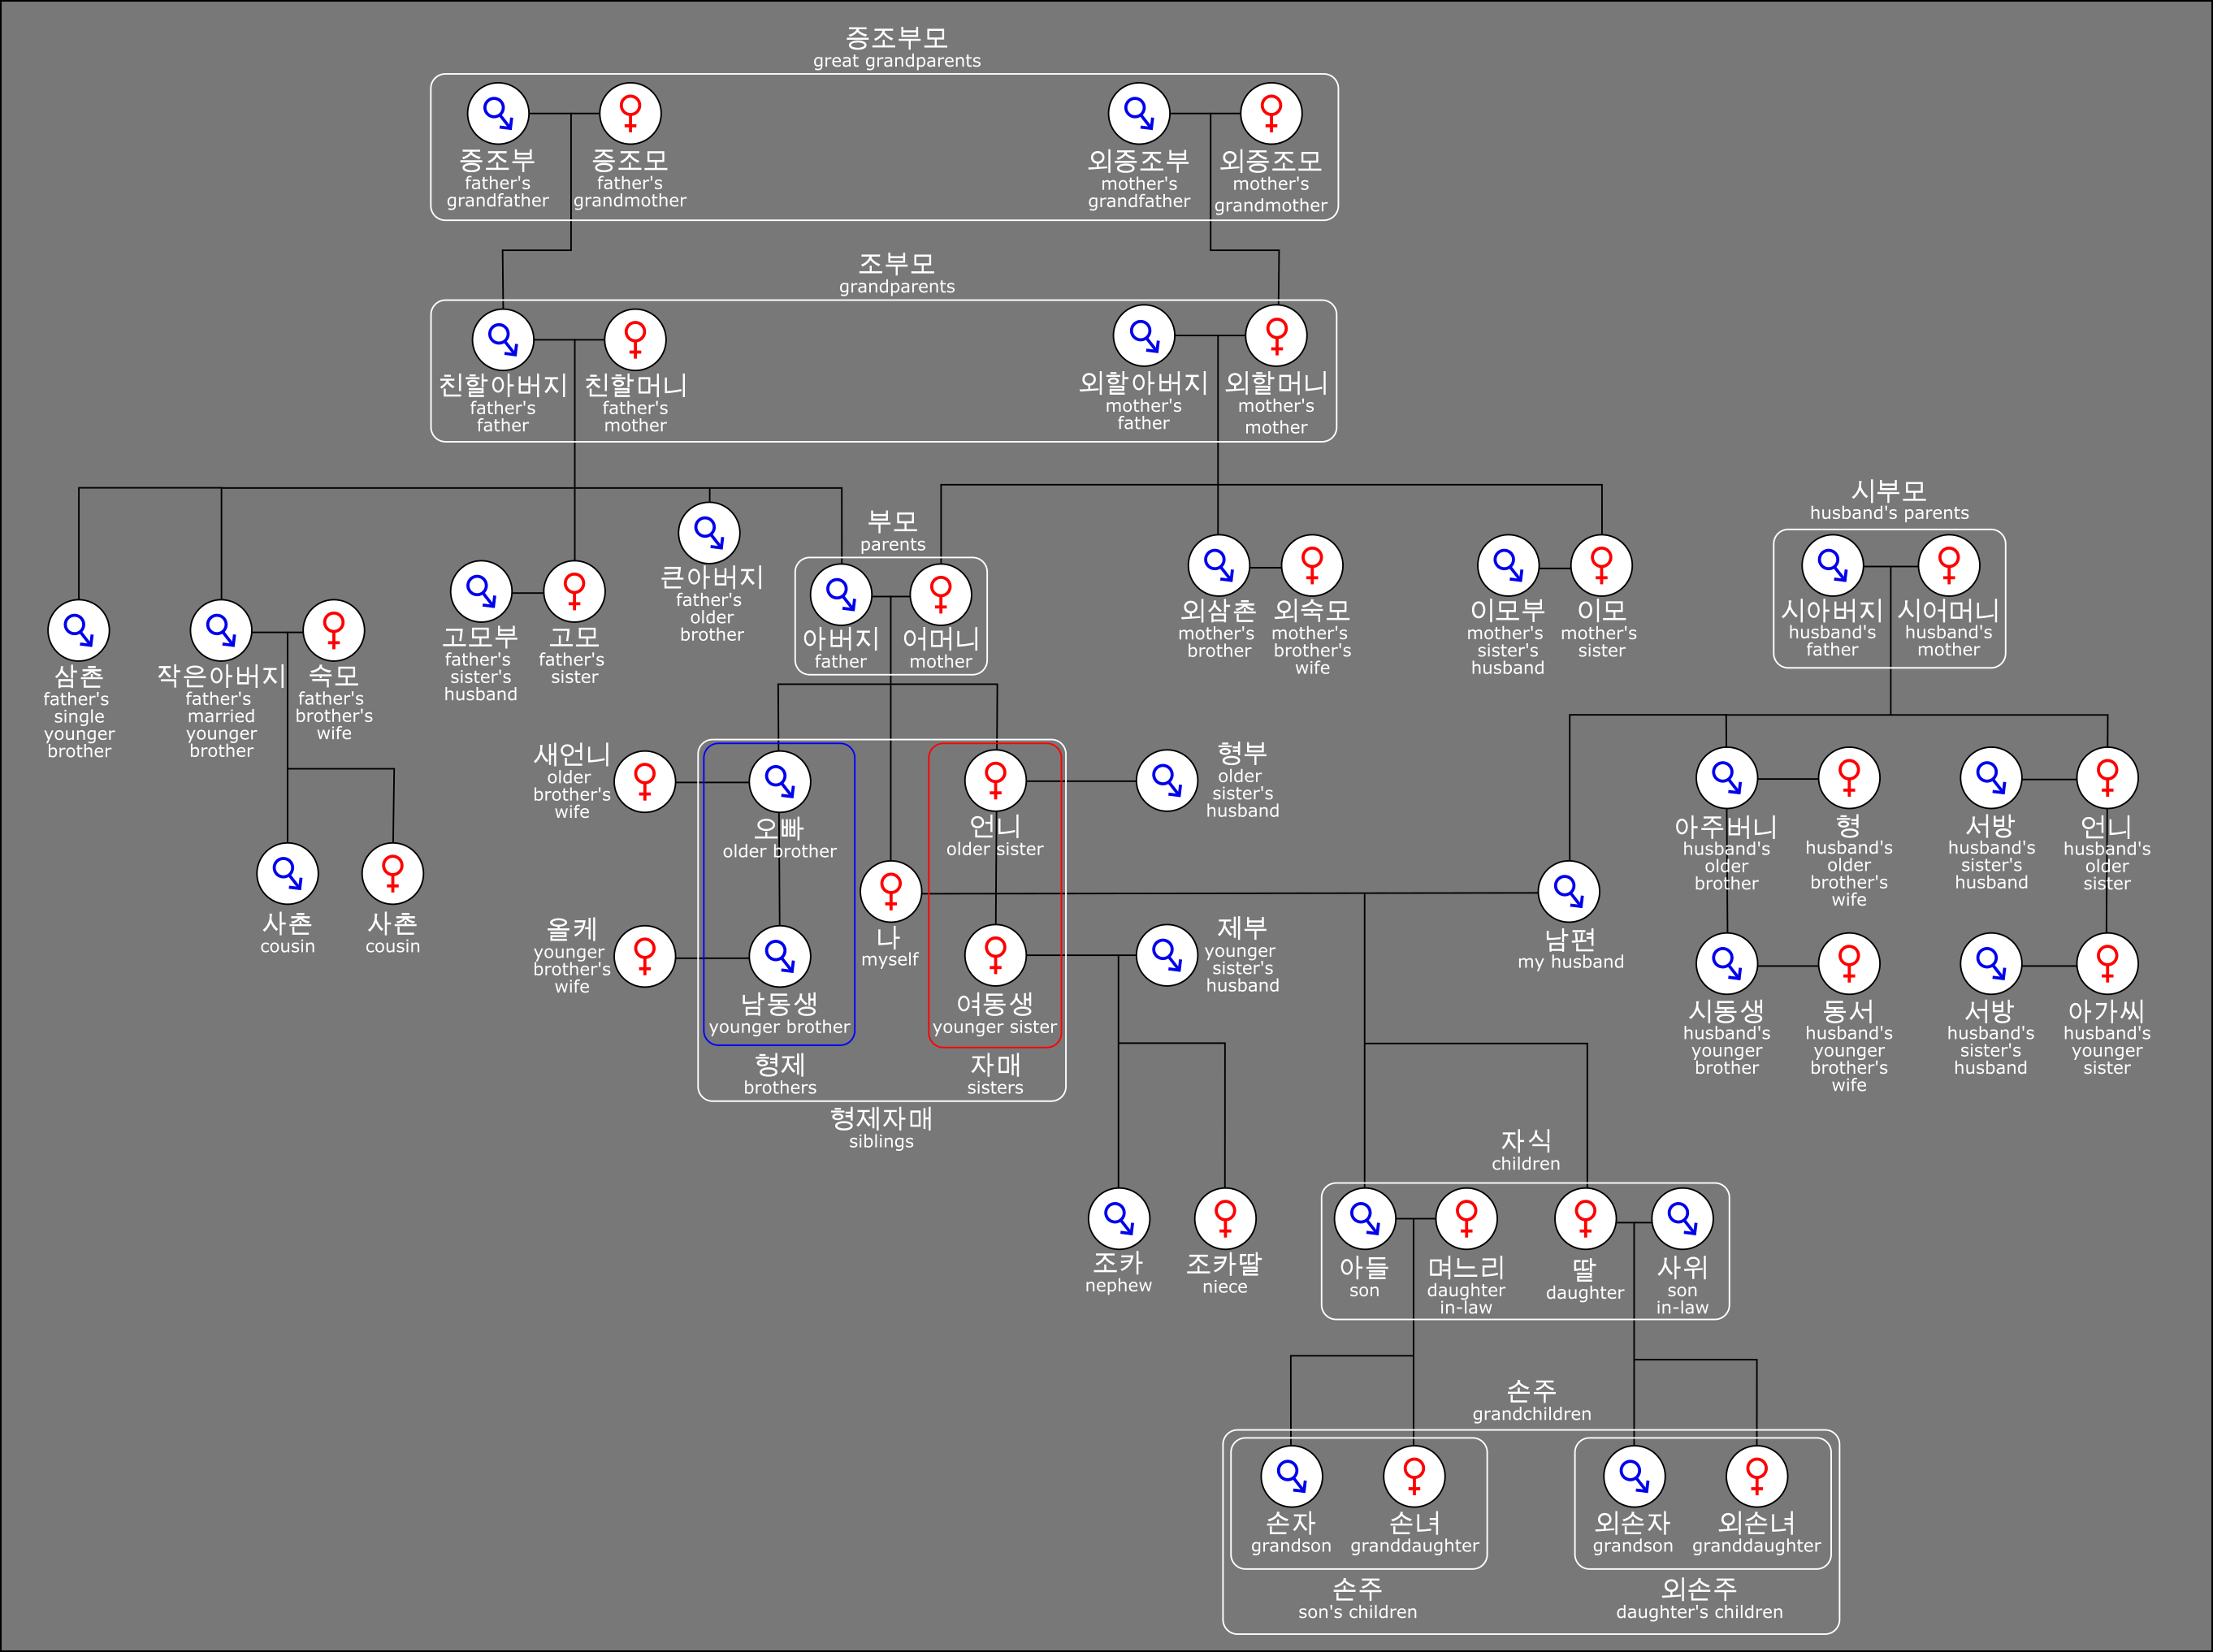 증조부모
great grandparents
증조부
father's
grandfather
증조모
father's
grandmother
외증조부
mother's
grandfather
외증조모
mother's
grandmother
조부모
grandparents
친할아버지
father's
father
친할머니
father's
mother
외할아버지
mother's
father
외할머니
mother's
mother
삼촌
father's
single
younger
brother
작은아버지
father's
married
younger
brother
숙모
father's
brother's
wife
고모부
father's
sister's
husband
고모
father's
sister
큰아버지
father's
older
brother
부모
parents
아버지
father
어머니
mother
외삼촌
mother's
brother
외숙모
mother's
brother's
wife
이모부
mother's
sister's
husband
이모
mother's
sister
시부모
husband's parents
시아버지
husband's
father
시어머니
husband's
mother
사촌
cousin
사촌
cousin
새언니
older
brother's
wife
오빠
older brother
언니
older sister
형부
older
sister's
husband
올케
younger
brother's
wife
남동생
younger brother
나
myself
여동생
younger sister
제부
younger
sister's
husband
형제
brothers
자매
sisters
형제자매
siblings
남편
my husband
아주버니
husband's
older
brother
형
husband's
older
brother's
wife
서방
husband's
sister's
husband
언니
husband's
older
sister
시동생
husband's
younger
brother
동서
husband's
younger
brother's
wife
서방
husband's
sister's
husband
아가씨
husband's
younger
sister
조카
nephew
조카딸
niece
자식
children
아들
son
며느리
daughter
in-law
딸
daughter
사위
son
in-law
손주
grandchildren
손자
grandson
손녀
granddaughter
외손자
grandson
외손녀
granddaughter
손주
son's children
외손주
daughter's children